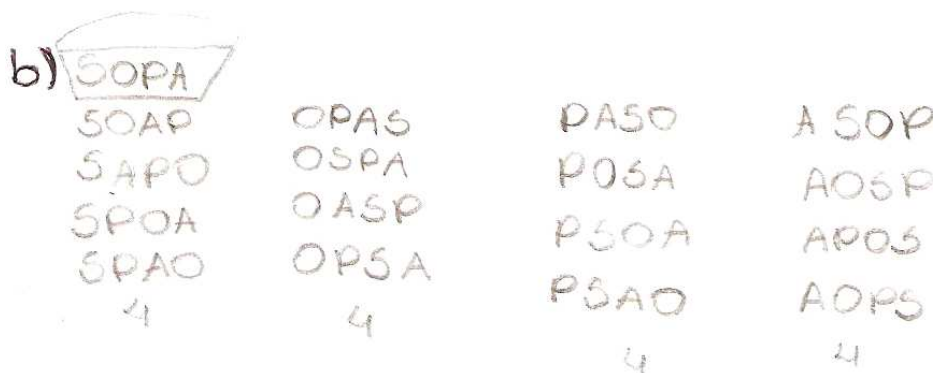 b) SOPA
SOAP OPAS PASO ASOP
SAPO OSPA POSA AOSP
SPOA OASP PSOA APOS
SPAO OPSA PSAO AOPS
4 4 4 4